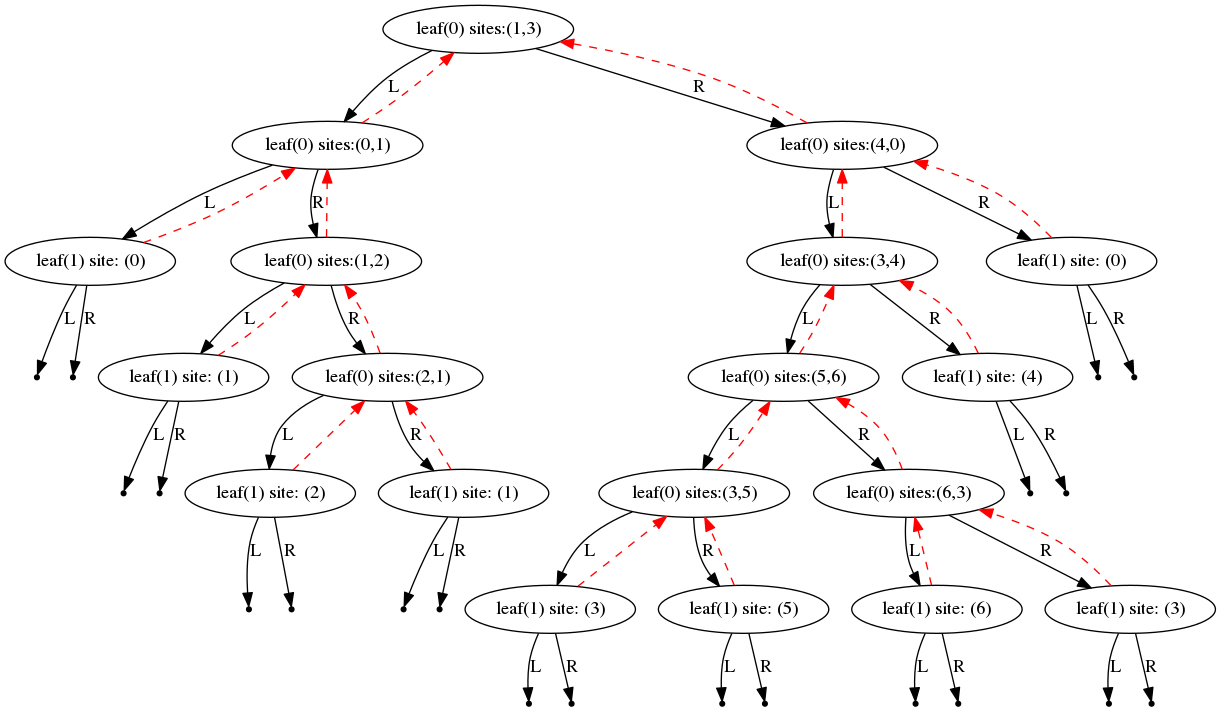 leaf(0) sites:(1,3)
L
R
leaf(0) sites:(0,1)
leaf(0) sites:(4,0)
L
R
L
R
leaf(1) site: (0)
leaf(0) sites:(1,2)
leaf(0) sites:(3,4)
leaf(1) site: (0)
L
R
L
R
L
R
L
R
leaf(1) site: (1)
leaf(0) sites:(2,1)
leaf(0) sites:(5,6)
leaf(1) site: (4)
L
R
L
R
L
R
L
R
leaf(1) site: (2)
leaf(1) site: (1)
leaf(0) sites:(3,5)
leaf(0) sites:(6,3)
L
R
L
R
L
R
L
R
leaf(1) site: (3)
leaf(1) site: (5)
leaf(1) site: (6)
leaf(1) site: (3)
L
R
L
R
L
R
L
R